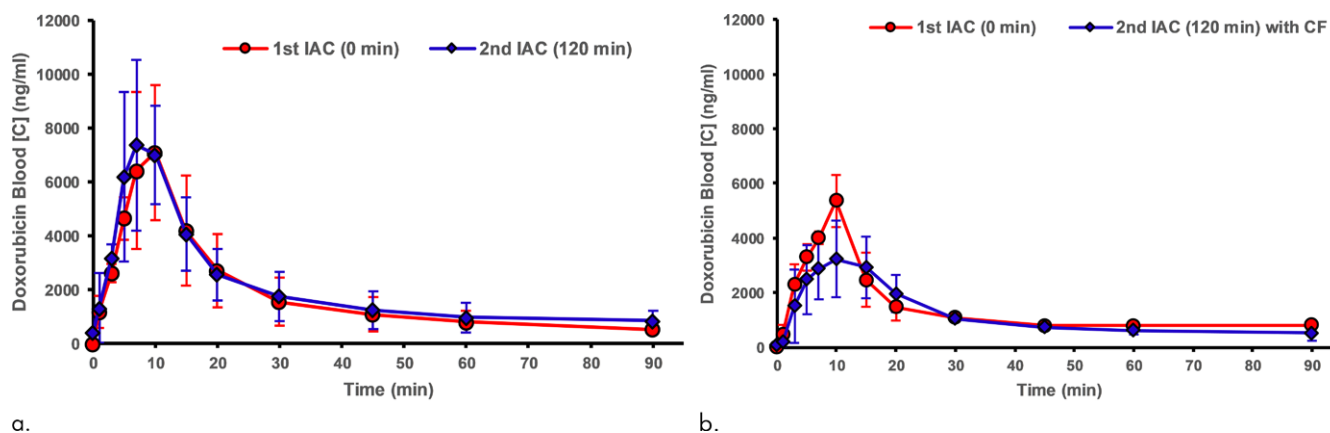 12000
1st IAC (0 min) 2nd IAC (120 min)
10000
8000
6000
4000
2000
0
0 10 20 30 40 50 60 70 80 90
Doxorubicin Blood [C] (ng/ml)
Time (min)
a.
12000
1st IAC (0 min) 2nd IAC (120 min) with CF
10000
8000
6000
4000
2000
0
0 10 20 30 40 50 60 70 80 90
Doxorubicin Blood [C] (ng/ml)
Time (min)
b.